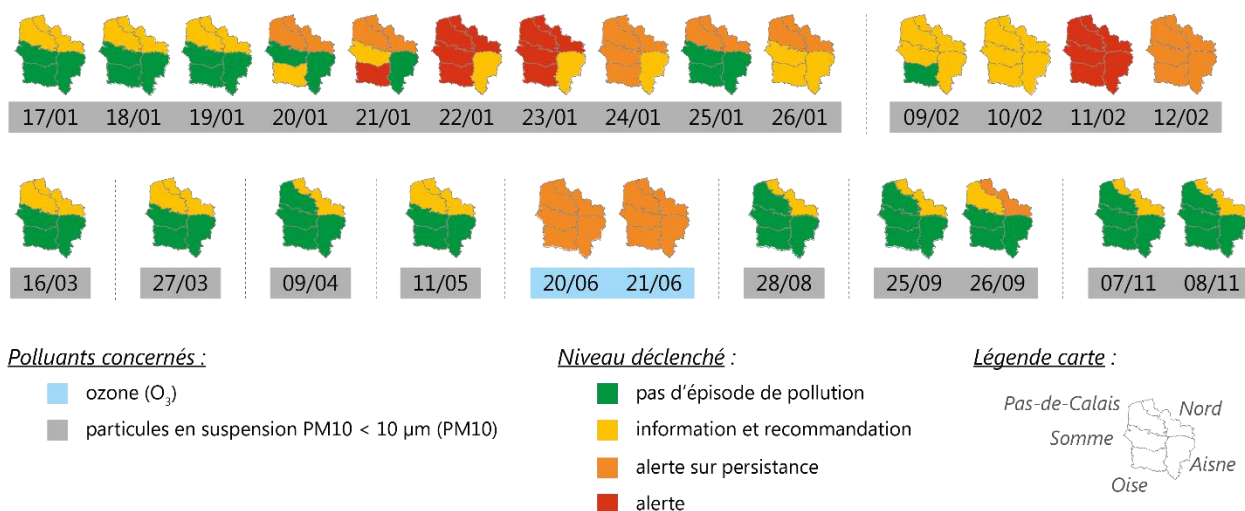 17/01 18/01 19/01 20/01 21/01 22/01 23/01 24/01 25/01 26/01 09/02 10/02 11/02 12/02
16/03 27/03 09/04 11/05 20/06 21/06 28/08 25/09 26/09 07/11 08/11
Polluants concernés :
ozone (O₃)
particules en suspension PM10 < 10 µm (PM10)
Niveau déclenché :
pas d'épisode de pollution
information et recommandation
alerte sur persistance
alerte
Légende carte :
Pas-de-Calais
Nord
Somme
Aisne
Oise